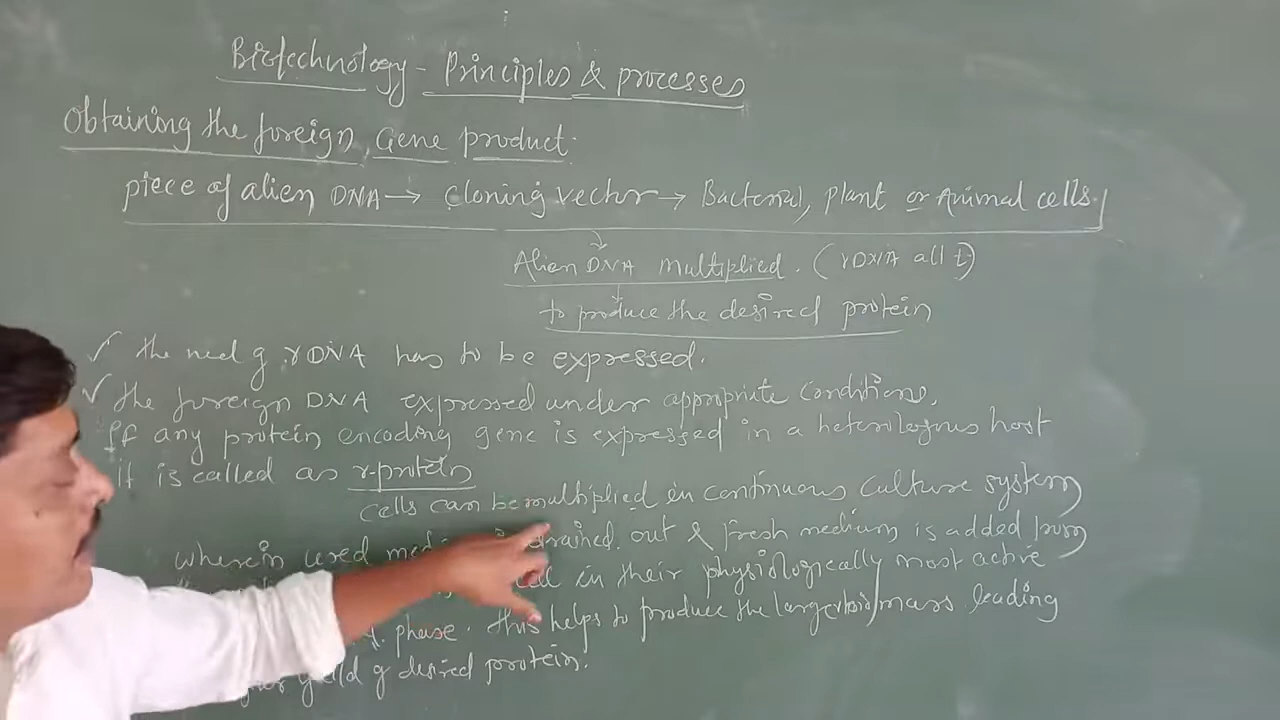 Biotechnology - Principles & processes
Obtaining the foreign Gene product.
piece of alien DNA → Cloning vector → Bacterial, plant or Animal cells.
Alien DNA multiplied. (rDNA all t)
to produce the desired protein
the need of rDNA has to be expressed.
the foreign DNA expressed under appropriate conditions.
If any protein encoding gene is expressed in a heterologous host
it is called as r-protein
cells can be multiplied in continuous culture system
wherein used drained out & fresh medium is added from
in their physiologically most active
phase. this helps to produce the larger mass leading
yield of desired protein.